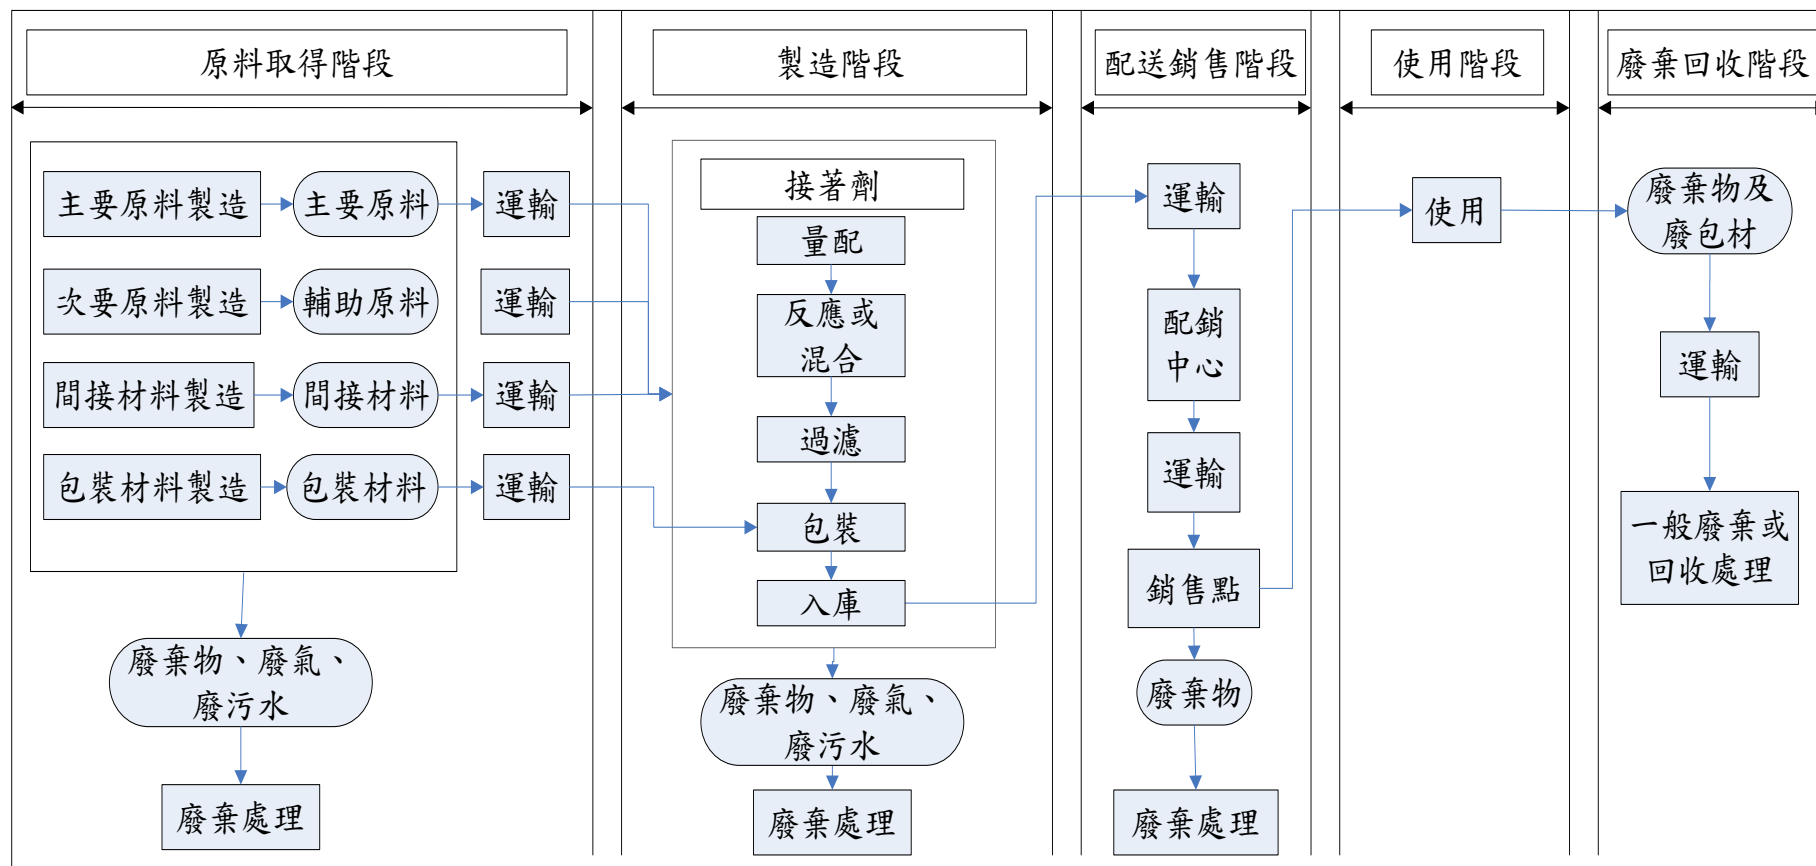 原料取得階段
製造階段
配送銷售階段
使用階段
廢棄回收階段
主要原料製造
主要原料
運輸
次要原料製造
輔助原料
運輸
間接材料製造
間接材料
運輸
包裝材料製造
包裝材料
運輸
廢棄物、廢氣、
廢污水
廢棄處理
接著劑
量配
反應或
混合
過濾
包裝
入庫
廢棄物、廢氣、
廢污水
廢棄處理
運輸
配銷
中心
運輸
銷售點
廢棄物
廢棄處理
使用
廢棄物及
廢包材
運輸
一般廢棄或
回收處理